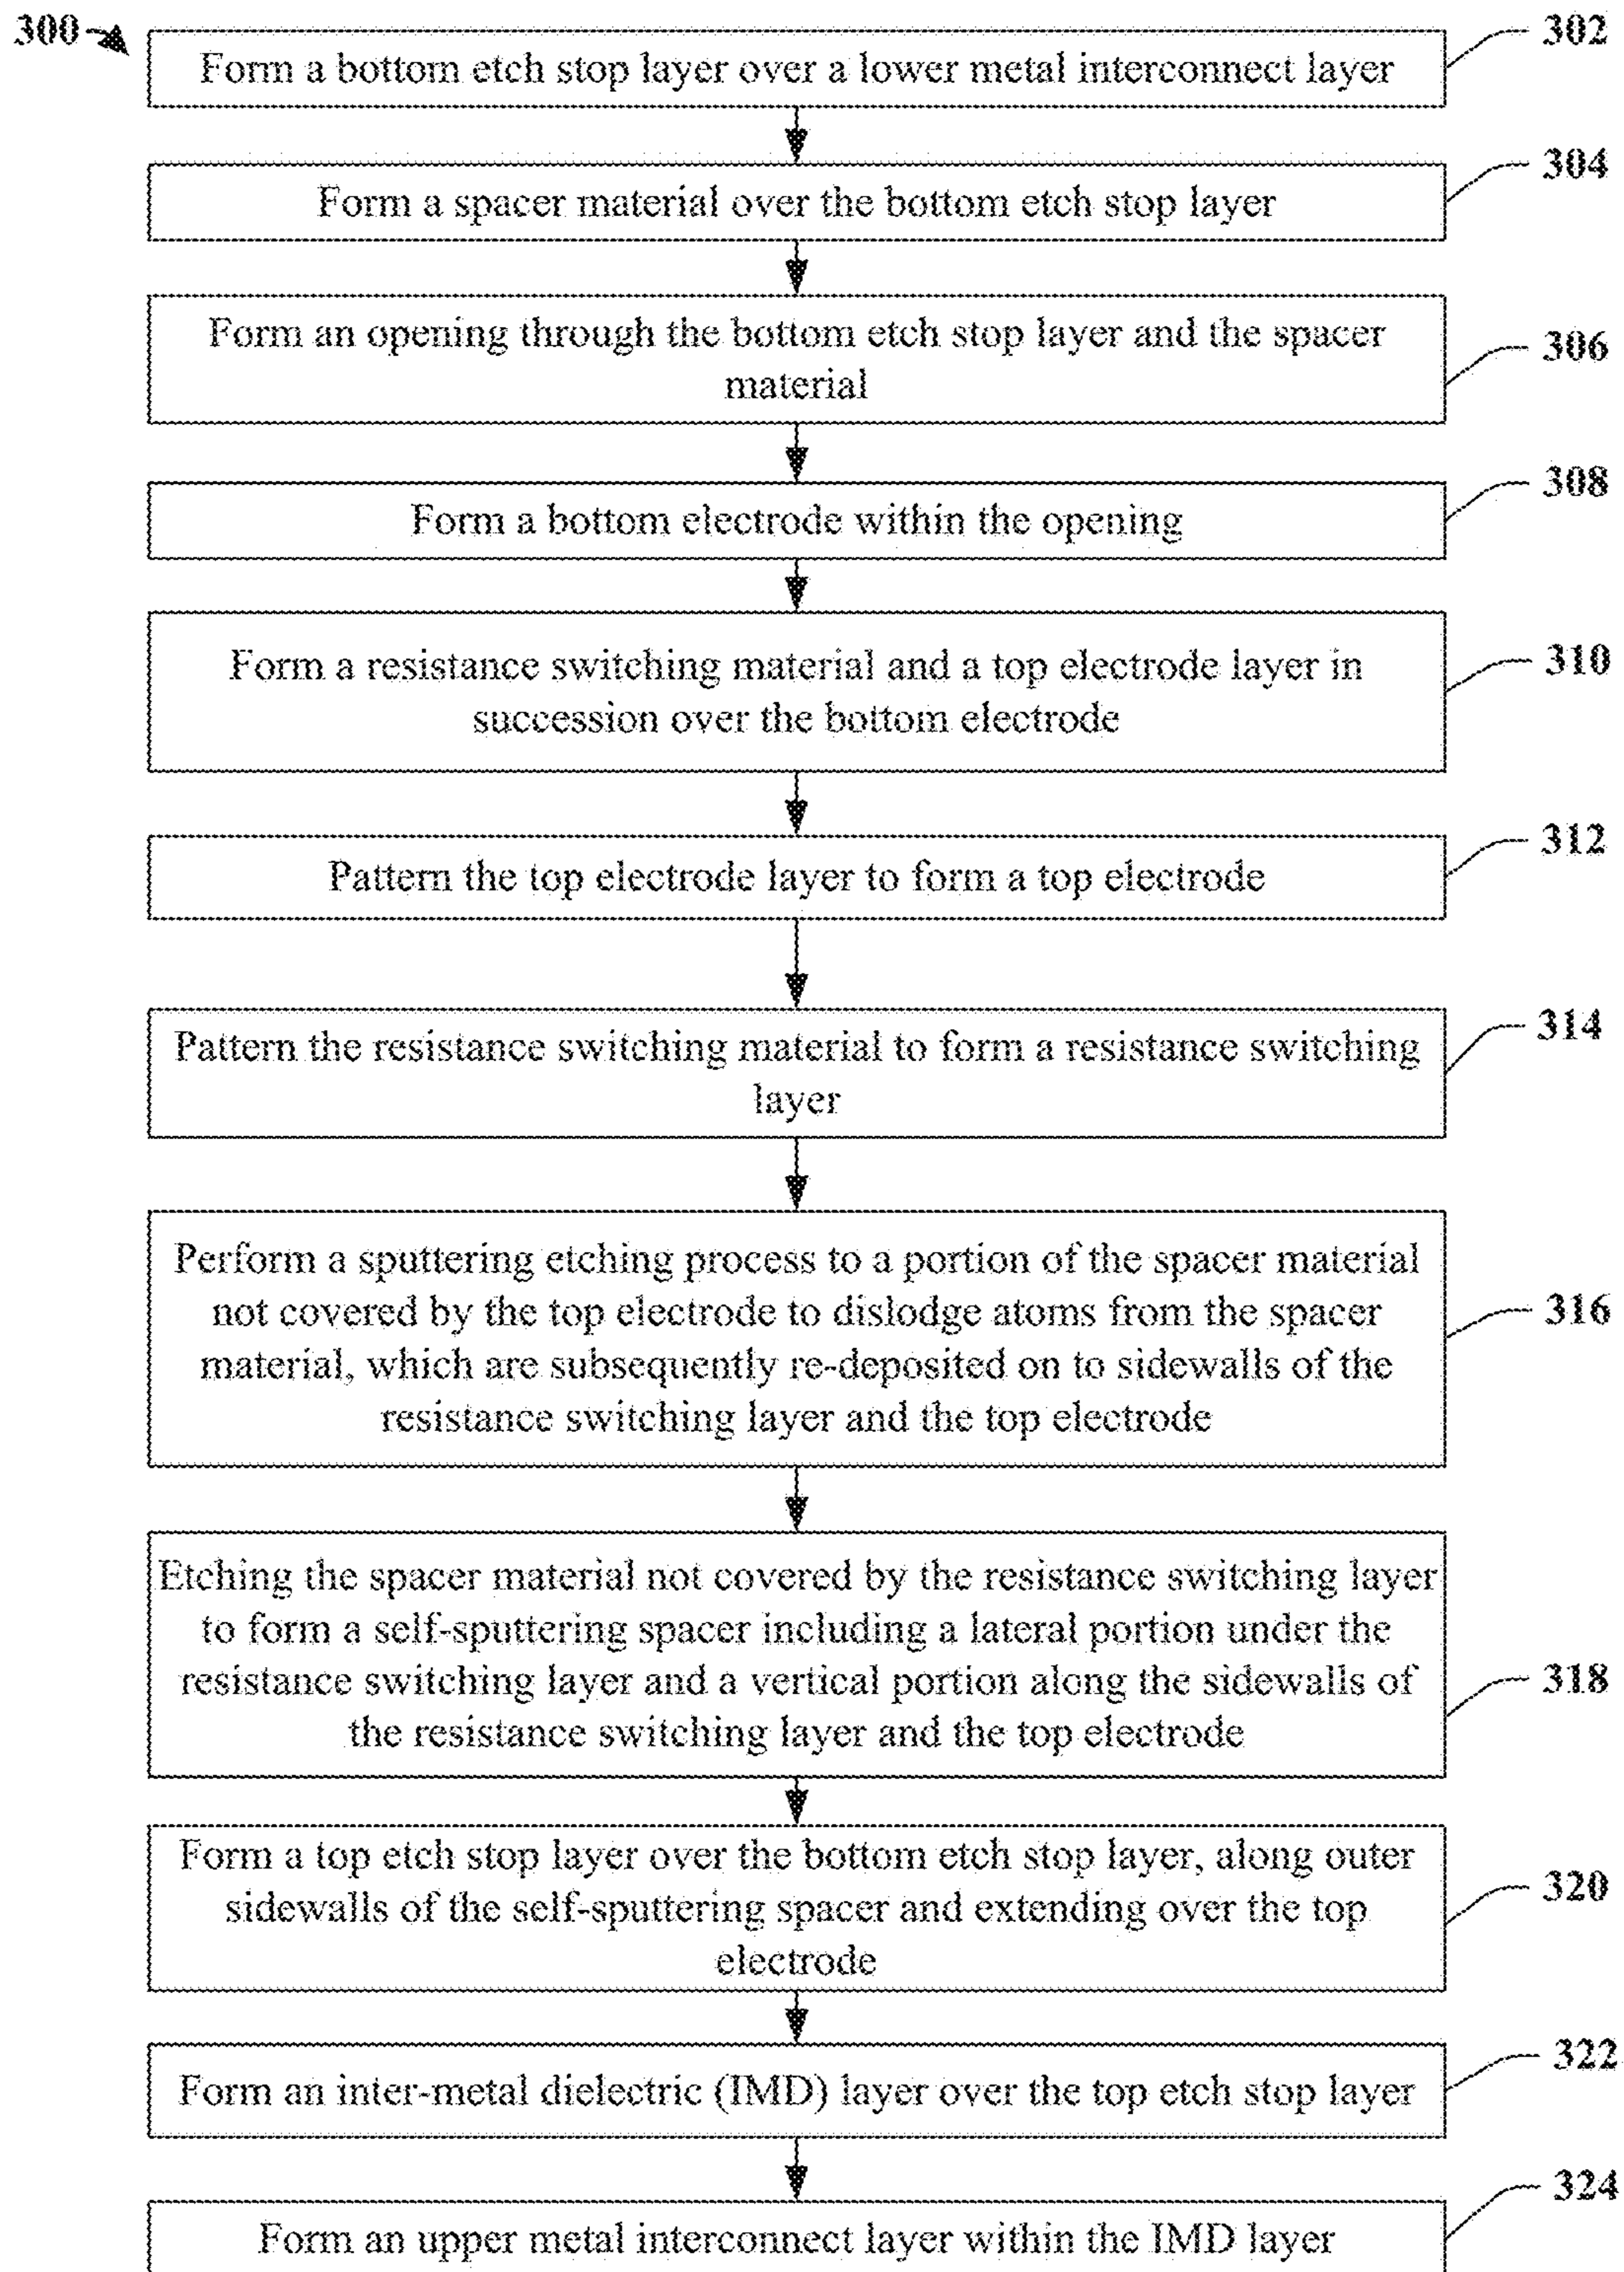 300
302
Form a bottom etch stop layer over a lower metal interconnect layer
304
Form a spacer material over the bottom etch stop layer
Form an opening through the bottom etch stop layer and the spacer
306
material
308
Form a bottom electrode within the opening
Form a resistance switching material and a top electrode layer in
310
succession over the bottom electrode
312
Pattern the top electrode layer to form a top electrode
314
Pattern the resistance switching material to form a resistance switching
layer
Perform a sputtering etching process to a portion of the spacer material
not covered by the top electrode to dislodge atoms from the spacer
316
material, which are subsequently re-deposited on to sidewalls of the
resistance switching layer and the top electrode
Etching the spacer material not covered by the resistance switching layer
to form a self-sputtering spacer including a lateral portion under the
resistance switching layer and a vertical portion along the sidewalls of
318
the resistance switching layer and the top electrode
Form a top etch stop layer over the bottom etch stop layer, along outer
320
sidewalls of the self-sputtering spacer and extending over the top
electrode
322
Form an inter-metal dielectric (IMD) layer over the top etch stop layer
324
Form an upper metal interconnect layer within the IMD layer